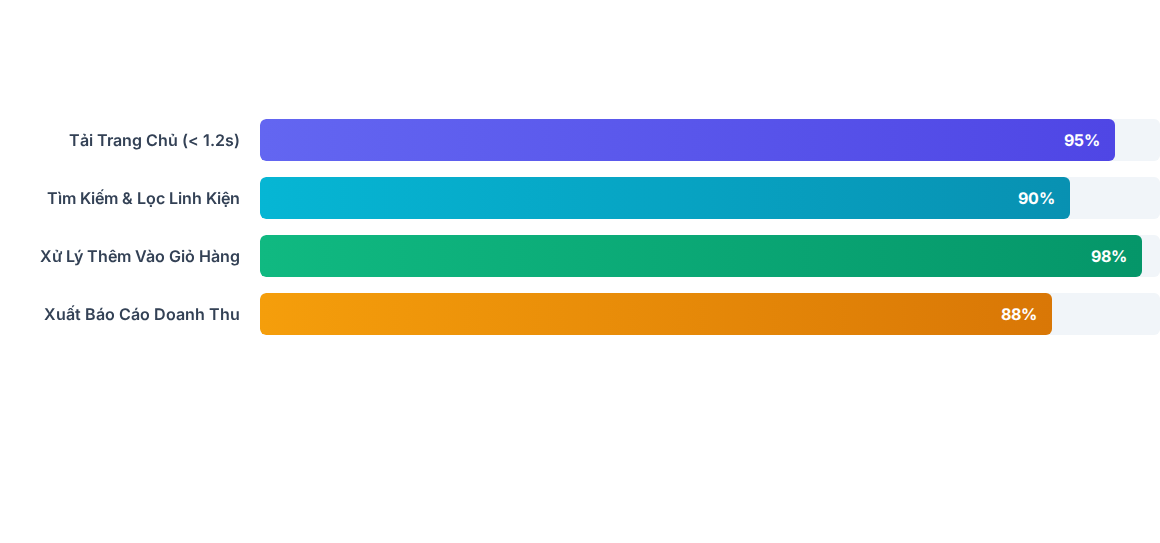 Tải Trang Chủ (< 1.2s) 95%
Tìm Kiếm & Lọc Linh Kiện 90%
Xử Lý Thêm Vào Giỏ Hàng 98%
Xuất Báo Cáo Doanh Thu 88%